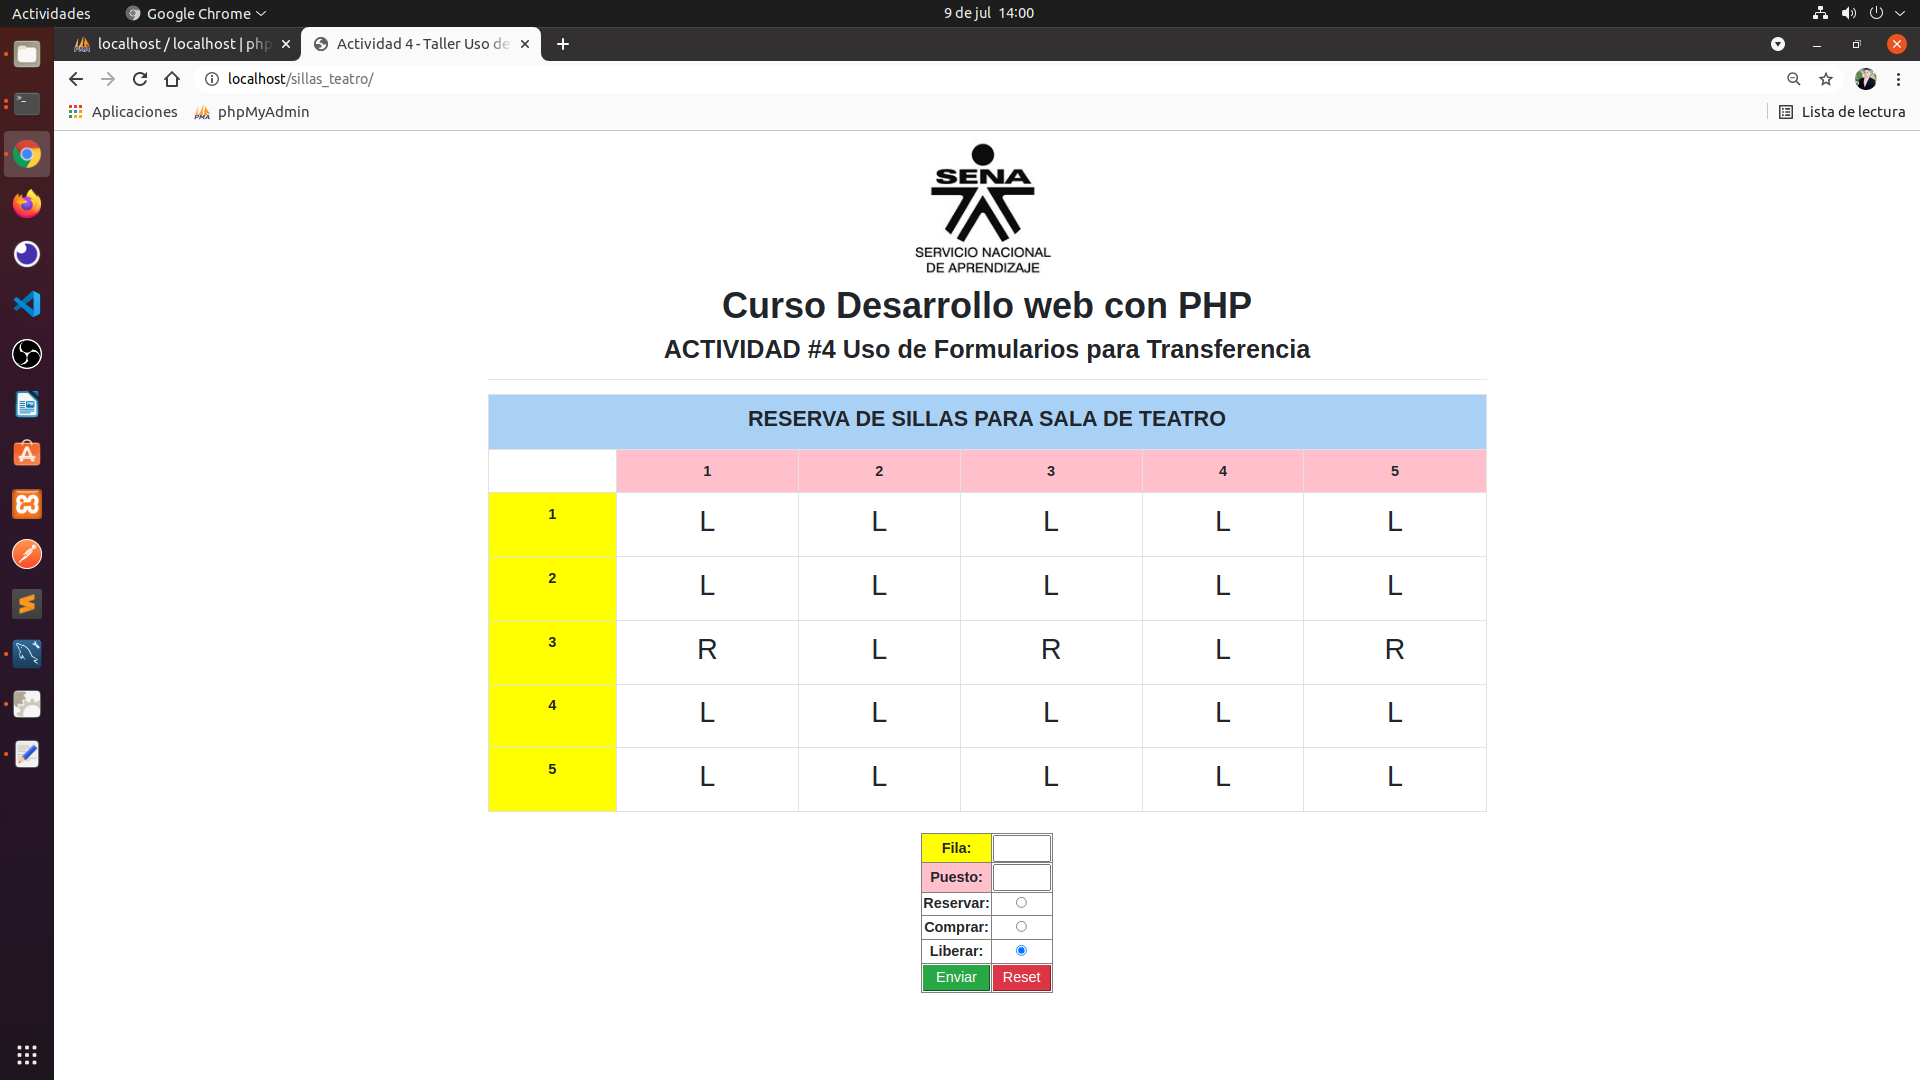 Actividades
Google Chrome
9 de jul 14:00
localhost / localhost | php
Actividad 4 - Taller Uso de
localhost/sillas_teatro/
Aplicaciones
phpMyAdmin
Lista de lectura
SENA
SERVICIO NACIONAL
DE APRENDIZAJE
Curso Desarrollo web con PHP
ACTIVIDAD #4 Uso de Formularios para Transferencia
RESERVA DE SILLAS PARA SALA DE TEATRO
1 2 3 4 5
1 L L L L L
2 L L L L L
3 R L R L R
4 L L L L L
5 L L L L L
Fila:
Puesto:
Reservar:
Comprar:
Liberar:
Enviar Reset